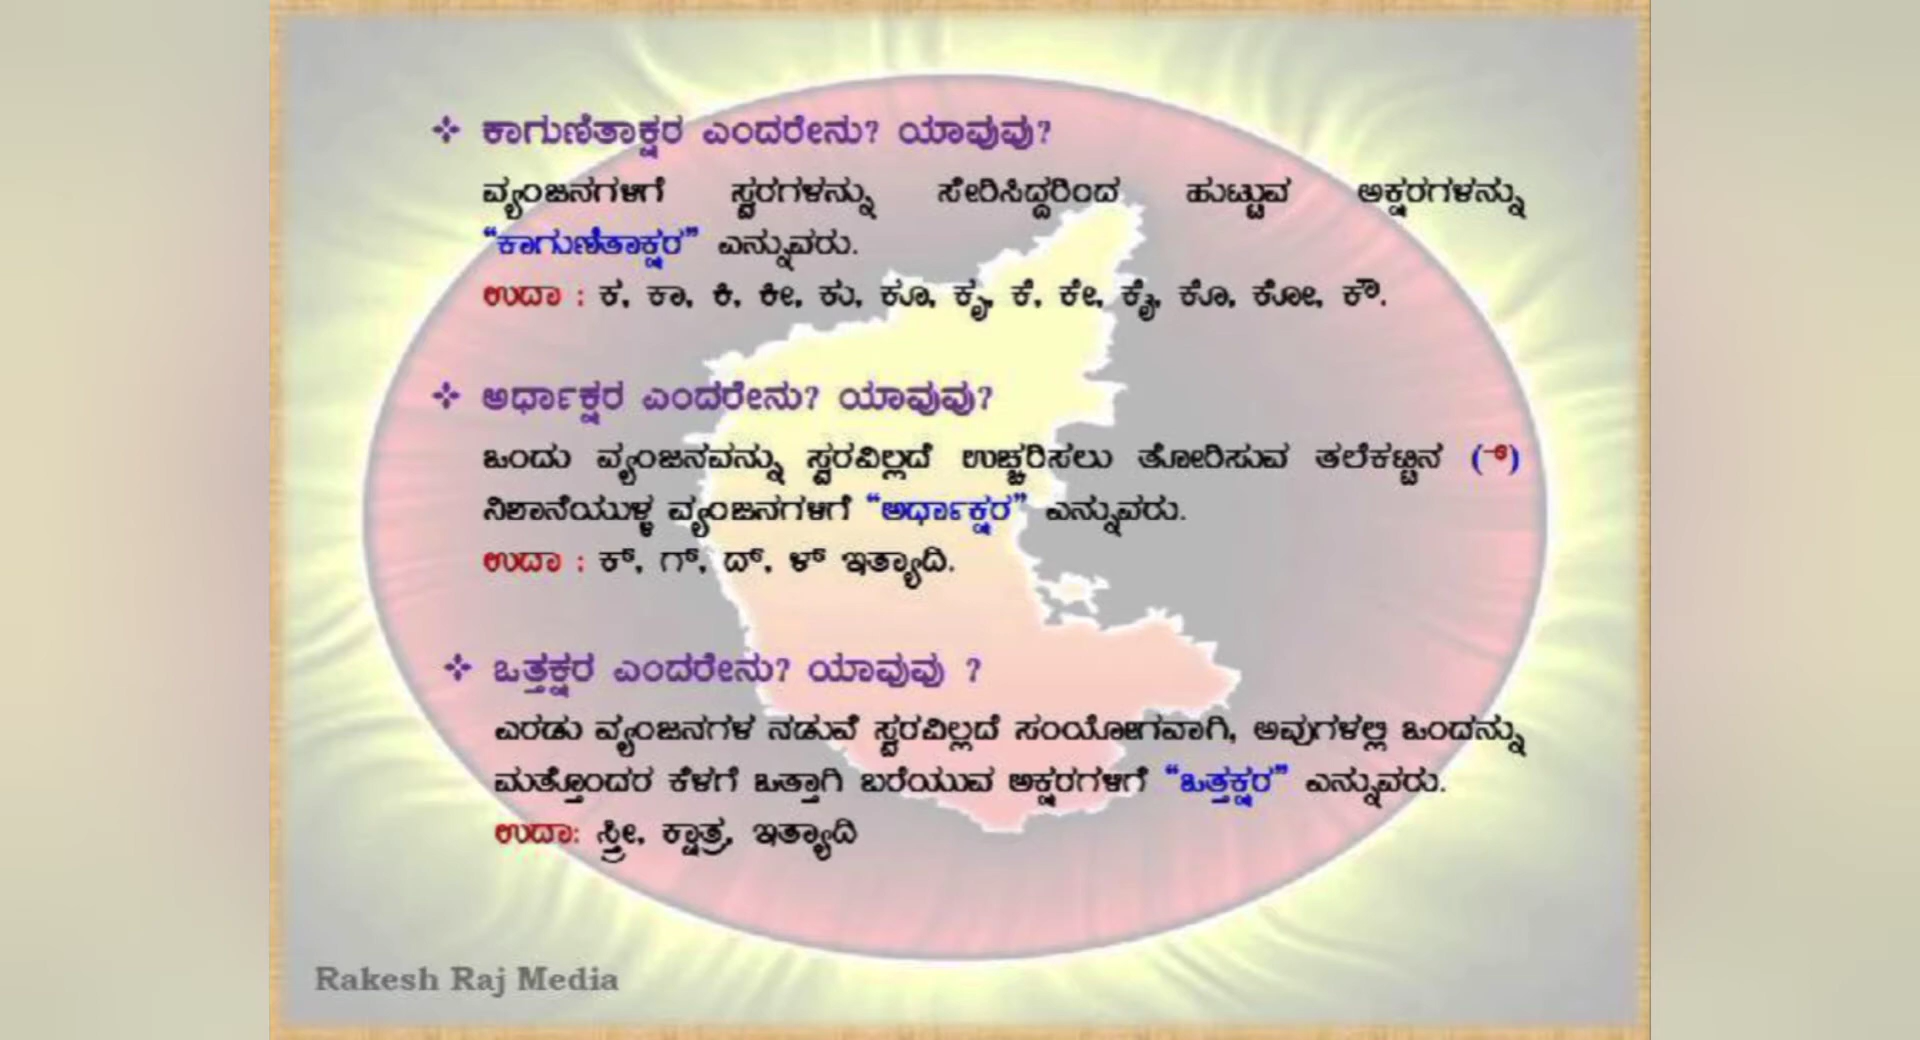 ❖ ಕಾಗುಣಿತಾಕ್ಷರ ಎಂದರೇನು? ಯಾವುವು?
ವ್ಯಂಜನಗಳಿಗೆ ಸ್ವರಗಳನ್ನು ಸೇರಿಸಿದ್ದರಿಂದ ಹುಟ್ಟುವ ಅಕ್ಷರಗಳನ್ನು
“ಕಾಗುಣಿತಾಕ್ಷರ” ಎನ್ನುವರು.
ಉದಾ : ಕ, ಕಾ, ಕಿ, ಕೀ, ಕು, ಕೂ, ಕೃ, ಕೆ, ಕೇ, ಕೈ, ಕೊ, ಕೋ, ಕೌ.
❖ ಅರ್ಧಾಕ್ಷರ ಎಂದರೇನು? ಯಾವುವು?
ಒಂದು ವ್ಯಂಜನವನ್ನು ಸ್ವರವಿಲ್ಲದೆ ಉಚ್ಚರಿಸಲು ತೋರಿಸುವ ತಲೆಕಟ್ಟಿನ (್)
ನಿಶಾನೆಯುಳ್ಳ ವ್ಯಂಜನಗಳಿಗೆ “ಅರ್ಧಾಕ್ಷರ” ಎನ್ನುವರು.
ಉದಾ : ಕ್, ಗ್, ದ್, ಳ್ ಇತ್ಯಾದಿ.
❖ ಒತ್ತಕ್ಷರ ಎಂದರೇನು? ಯಾವುವು ?
ಎರಡು ವ್ಯಂಜನಗಳ ನಡುವೆ ಸ್ವರವಿಲ್ಲದೆ ಸಂಯೋಗವಾಗಿ, ಅವುಗಳಲ್ಲಿ ಒಂದನ್ನು
ಮತ್ತೊಂದರ ಕೆಳಗೆ ಒತ್ತಾಗಿ ಬರೆಯುವ ಅಕ್ಷರಗಳಿಗೆ “ಒತ್ತಕ್ಷರ” ಎನ್ನುವರು.
ಉದಾ: ಸ್ತ್ರೀ, ಕ್ಷಾತ್ರ, ಇತ್ಯಾದಿ
Rakesh Raj Media